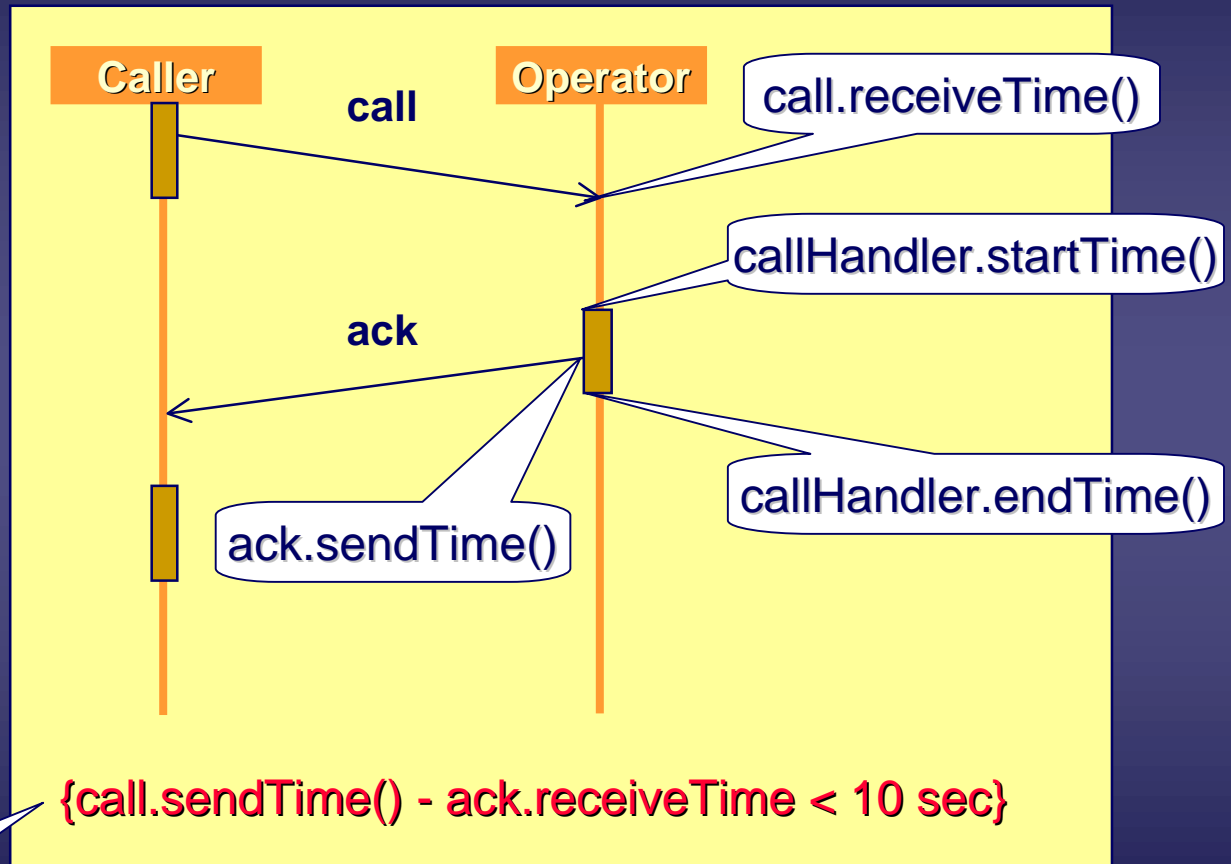 Caller
Operator
call
call.receiveTime()
callHandler.startTime()
ack
callHandler.endTime()
ack.sendTime()
{call.sendTime() - ack.receiveTime < 10 sec}